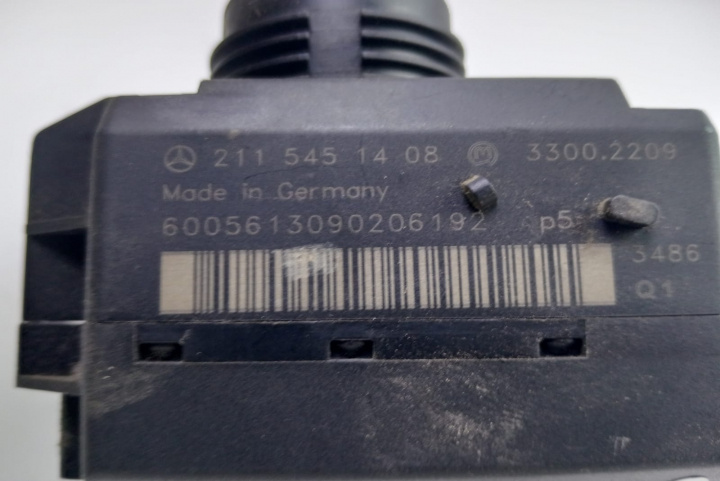 211 545 14 08 M 3300.2209
Made in Germany
6005613090206192 p5
3486
Q1